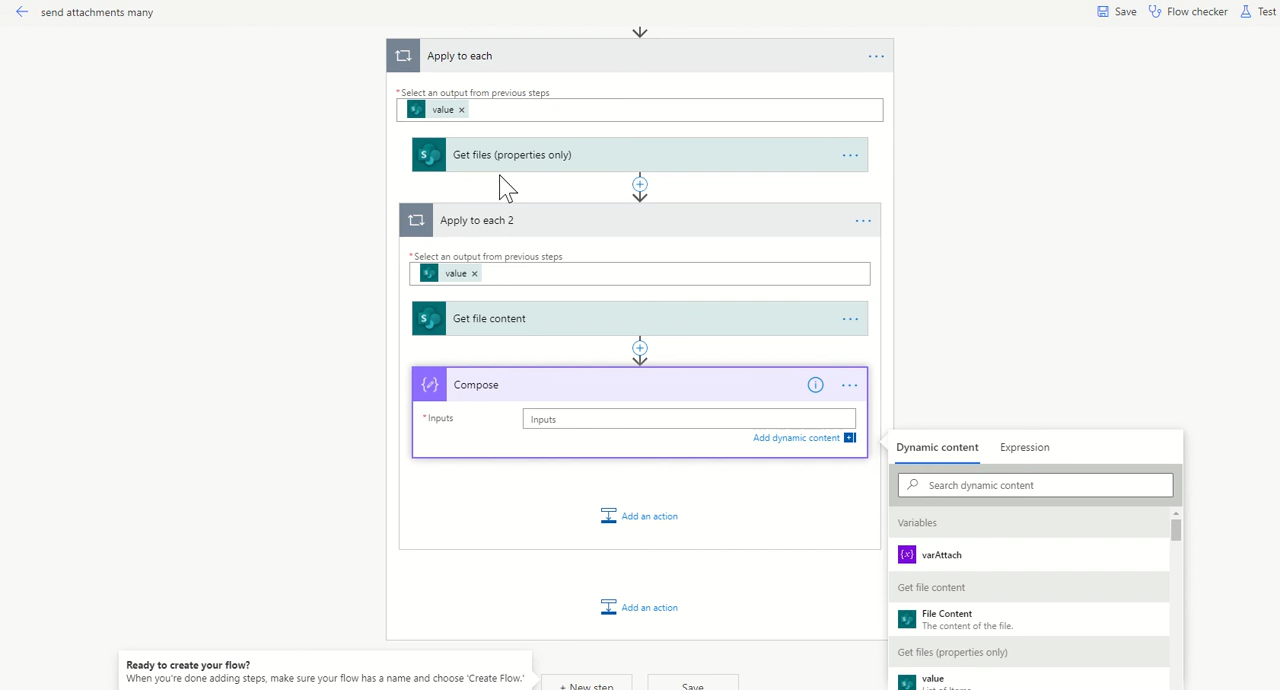 send attachments many
Save
Flow checker
Test
Apply to each
*Select an output from previous steps
value ×
Get files (properties only)
Apply to each 2
*Select an output from previous steps
value ×
Get file content
Compose
*Inputs
Inputs
Add dynamic content
Add an action
Add an action
Dynamic content
Expression
Search dynamic content
Variables
varAttach
Get file content
File Content
The content of the file.
Get files (properties only)
value
List of Items
Ready to create your flow?
When you're done adding steps, make sure your flow has a name and choose 'Create Flow.'
+ New step
Save